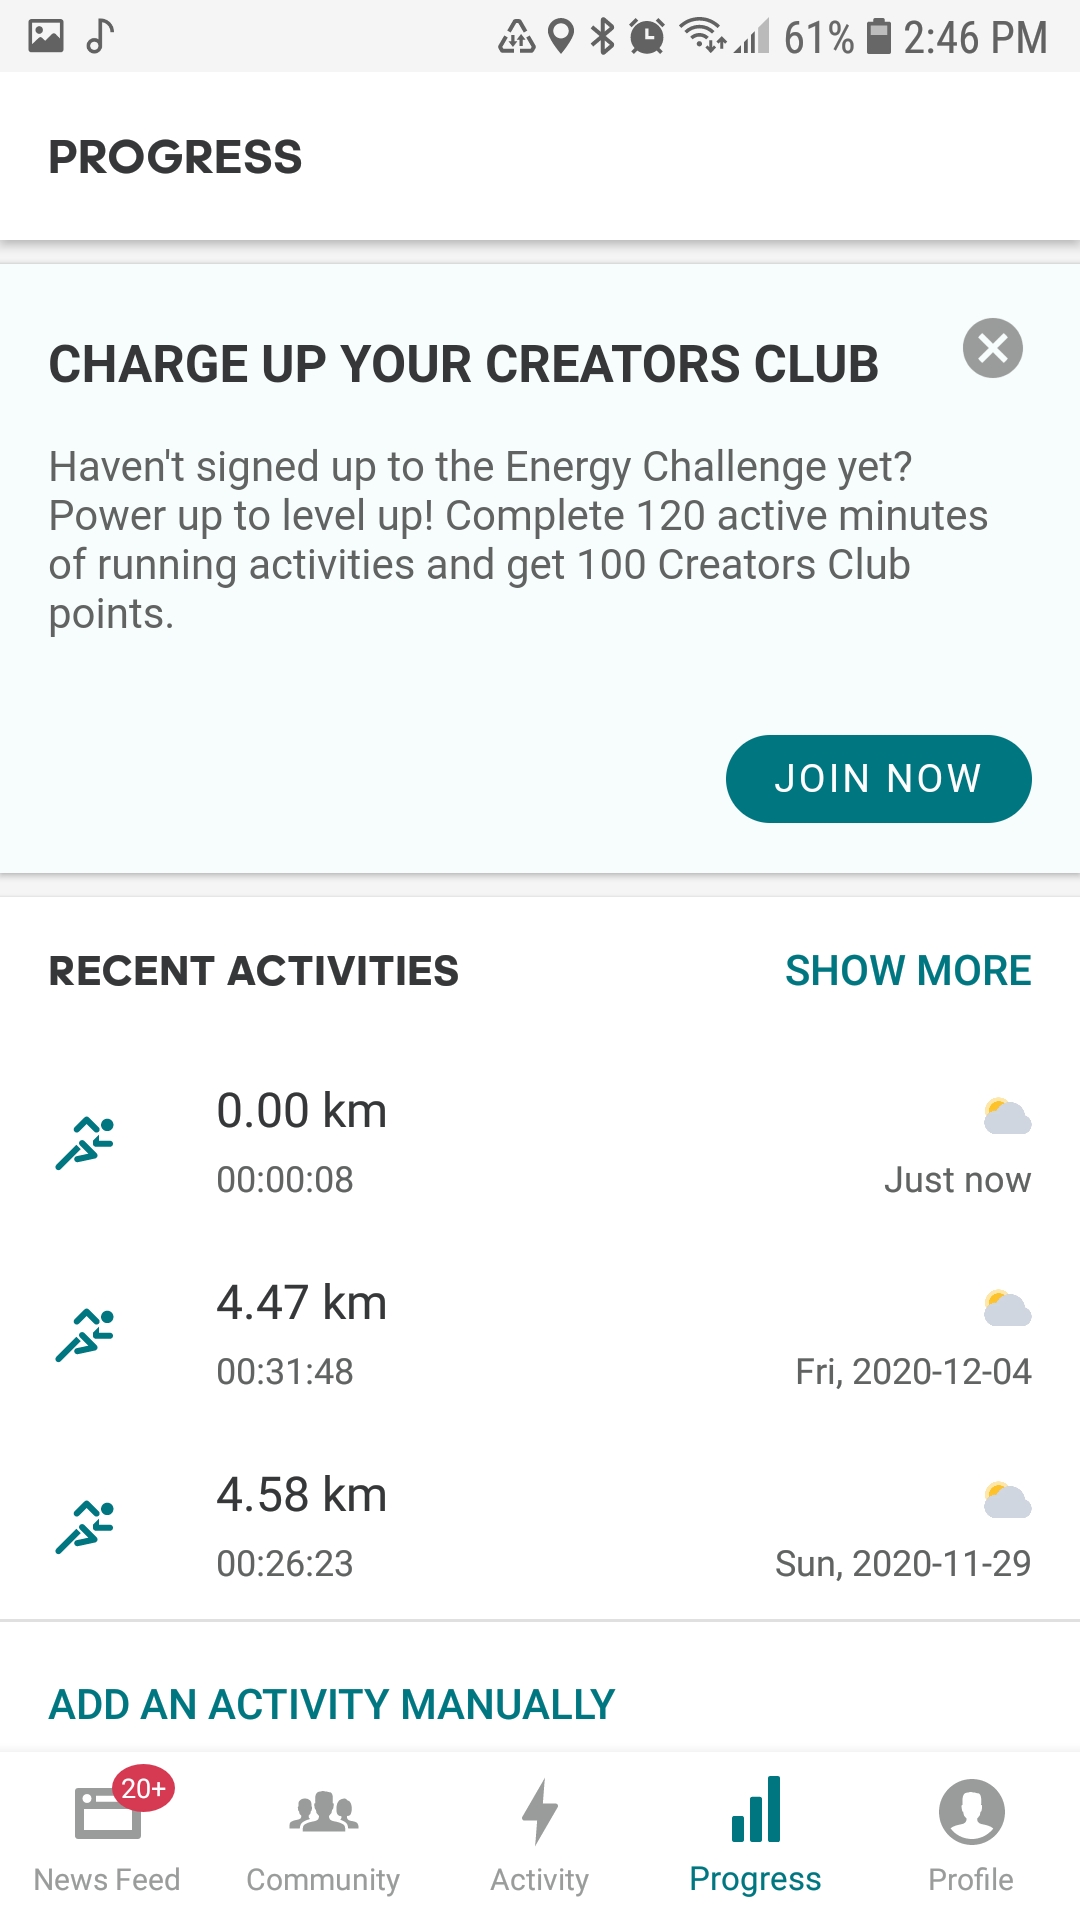 61% 2:46 PM
PROGRESS
CHARGE UP YOUR CREATORS CLUB
Haven't signed up to the Energy Challenge yet?
Power up to level up! Complete 120 active minutes
of running activities and get 100 Creators Club
points.
JOIN NOW
RECENT ACTIVITIES SHOW MORE
0.00 km
00:00:08 Just now
4.47 km
00:31:48 Fri, 2020-12-04
4.58 km
00:26:23 Sun, 2020-11-29
ADD AN ACTIVITY MANUALLY
20+
News Feed Community Activity Progress Profile